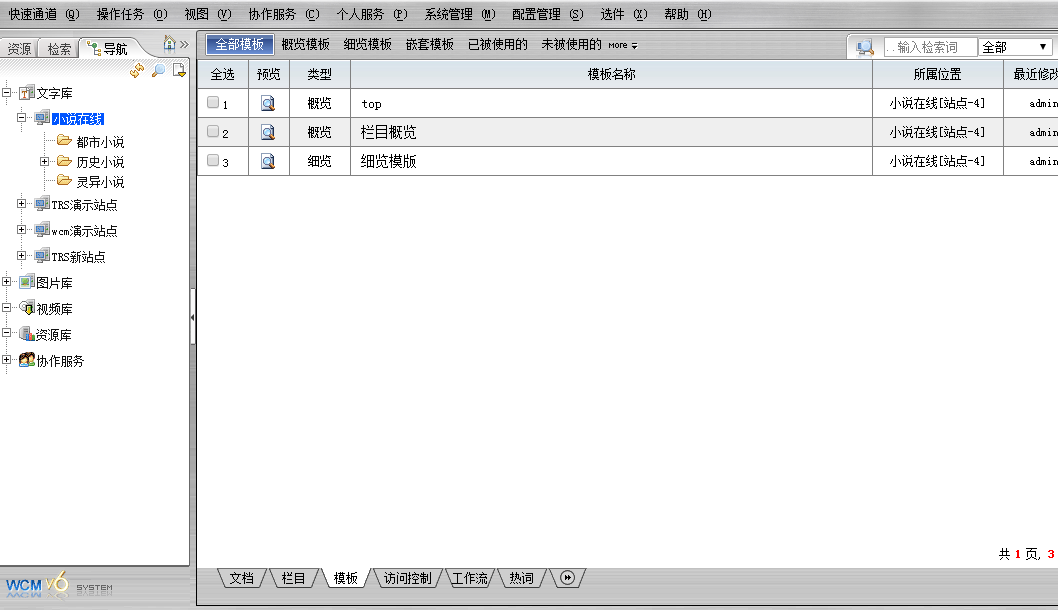 快速通道 (Q) 操作任务 (O) 视图 (V) 协作服务 (C) 个人服务 (P) 系统管理 (M) 配置管理 (S) 选件 (X) 帮助 (H)
资源 检索 导航
文字库
小说在线
都市小说
历史小说
灵异小说
TRS演示站点
wcm演示站点
TRS新站点
图片库
视频库
资源库
协作服务
WCM V6 SYSTEM
全部模板 概览模板 细览模板 嵌套模板 已被使用的 未被使用的 more
..输入检索词 全部
全选 预览 类型 模板名称 所属位置 最近修改
1 概览 top 小说在线[站点-4] admin
2 概览 栏目概览 小说在线[站点-4] admin
3 细览 细览模版 小说在线[站点-4] admin
共 1 页, 3
文档 栏目 模板 访问控制 工作流 热词